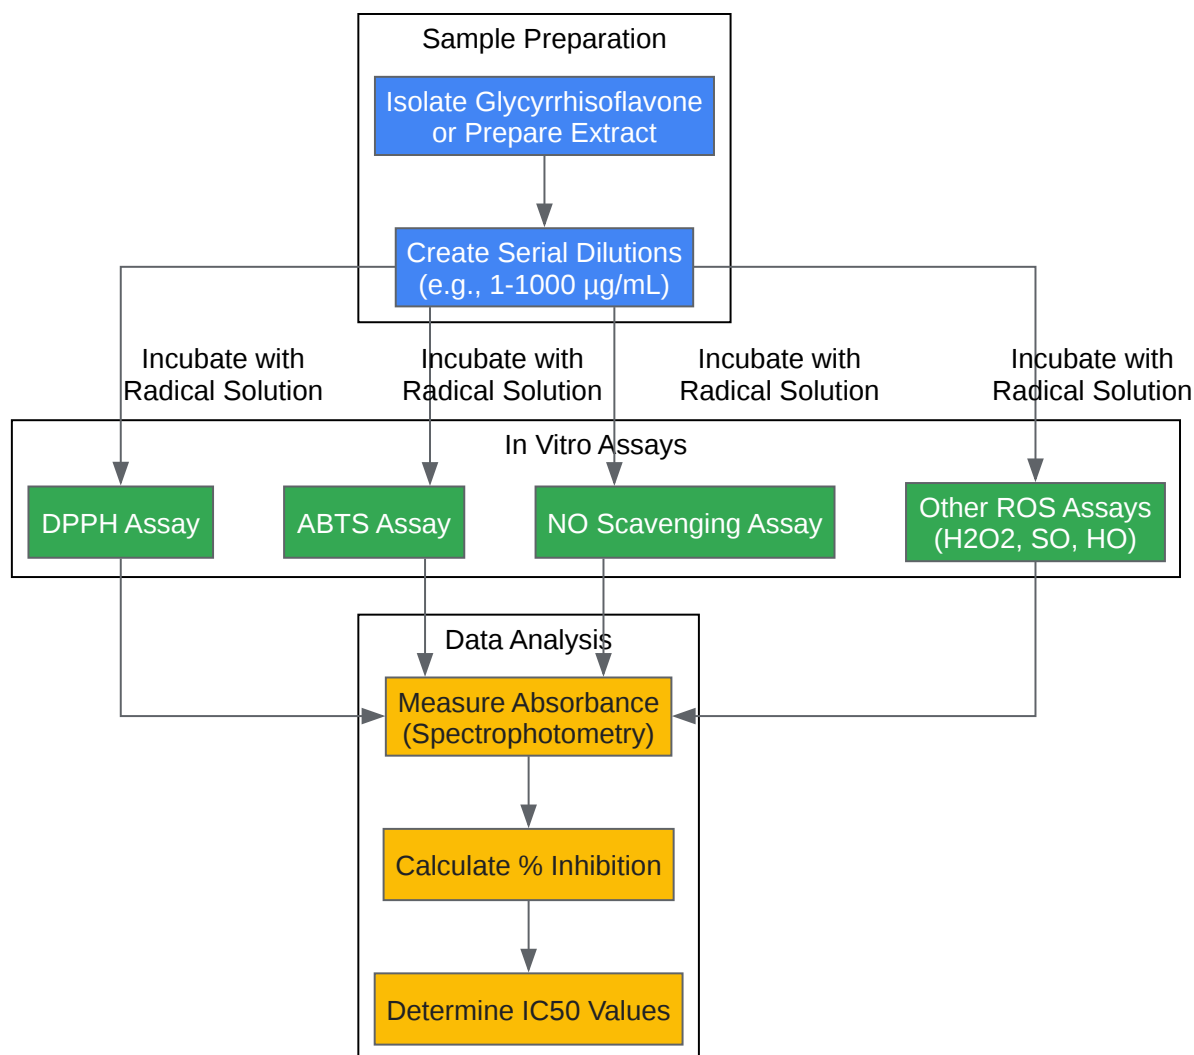 Sample Preparation
Isolate Glycyrrhisoflavone
or Prepare Extract
Create Serial Dilutions
(e.g., 1-1000 µg/mL)
Incubate with
Radical Solution
Incubate with
Radical Solution
Incubate with
Radical Solution
Incubate with
Radical Solution
In Vitro Assays
DPPH Assay
ABTS Assay
NO Scavenging Assay
Other ROS Assays
(H2O2, SO, HO)
Data Analysis
Measure Absorbance
(Spectrophotometry)
Calculate % Inhibition
Determine IC50 Values